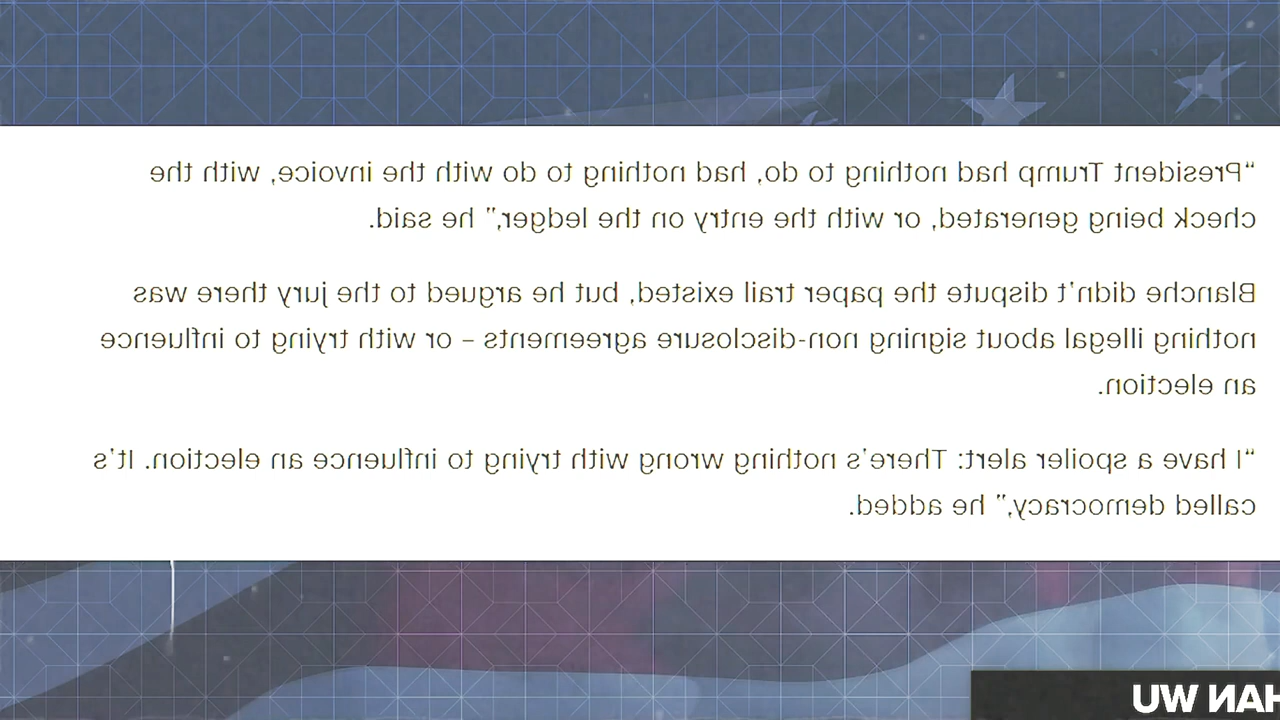 “President Trump had nothing to do, had nothing to do with the invoice, with the
check being generated, or with the entry on the ledger,” he said.
Blanche didn’t dispute the paper trail existed, but he argued to the jury there was
nothing illegal about signing non-disclosure agreements – or with trying to influence
an election.
“I have a spoiler alert: There’s nothing wrong with trying to influence an election. It’s
called democracy,” he added.
HAN WU